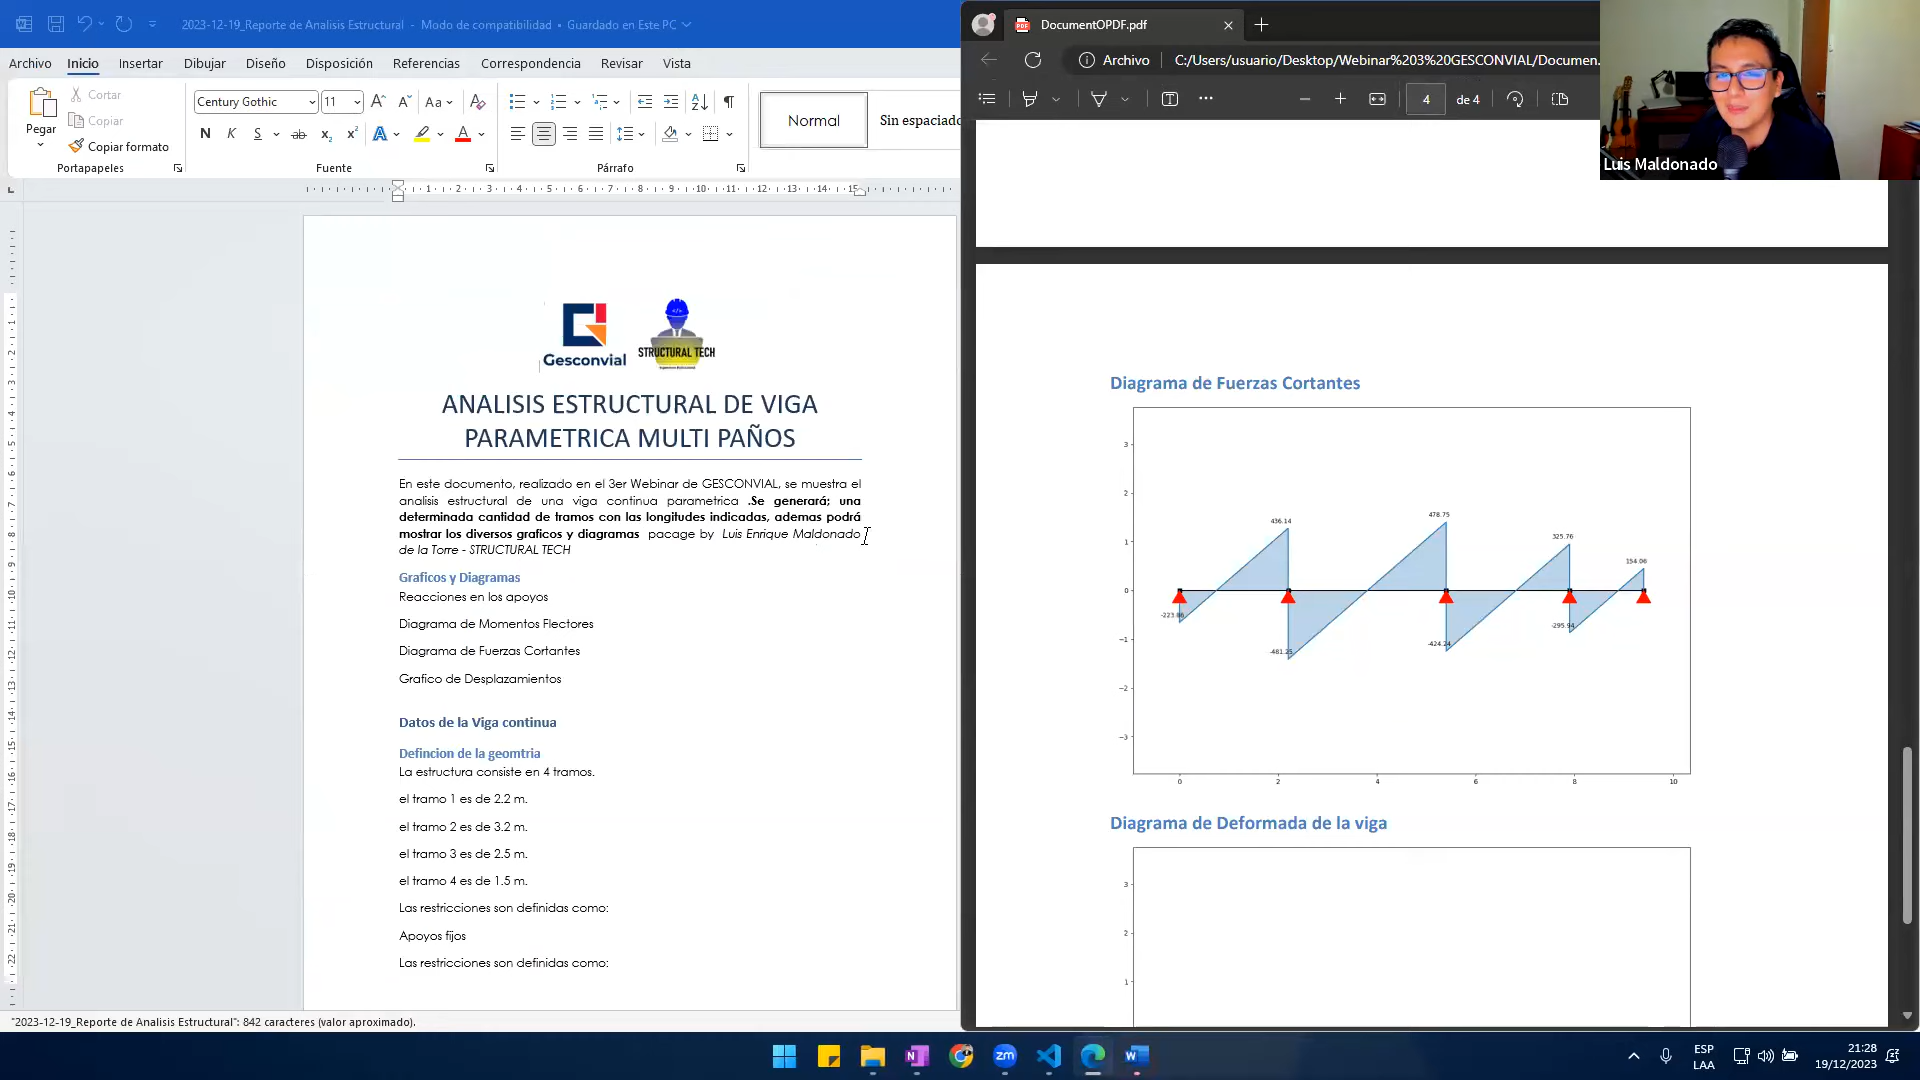 2023-12-19_Reporte de Analisis Estructural - Modo de compatibilidad • Guardado en Este PC
Archivo Inicio Insertar Dibujar Diseño Disposición Referencias Correspondencia Revisar Vista
Pegar
Cortar
Copiar
Copiar formato
Portapapeles
Century Gothic 11
Fuente
Párrafo
Normal
Sin espaciado
Gesconvial
STRUCTURAL TECH
ANALISIS ESTRUCTURAL DE VIGA
PARAMETRICA MULTI PAÑOS
En este documento, realizado en el 3er Webinar de GESCONVIAL, se muestra el
analisis estructural de una viga continua parametrica .Se generará; una
determinada cantidad de tramos con las longitudes indicadas, ademas podrá
mostrar los diversos graficos y diagramas pacage by Luis Enrique Maldonado
de la Torre - STRUCTURAL TECH
Graficos y Diagramas
Reacciones en los apoyos
Diagrama de Momentos Flectores
Diagrama de Fuerzas Cortantes
Grafico de Desplazamientos
Datos de la Viga continua
Defincion de la geomtria
La estructura consiste en 4 tramos.
el tramo 1 es de 2.2 m.
el tramo 2 es de 3.2 m.
el tramo 3 es de 2.5 m.
el tramo 4 es de 1.5 m.
Las restricciones son definidas como:
Apoyos fijos
Las restricciones son definidas como:
"2023-12-19_Reporte de Analisis Estructural": 842 caracteres (valor aproximado).
DocumentOPDF.pdf
Archivo C:/Users/usuario/Desktop/Webinar%203%20GESCONVIAL/Documen.
4 de 4
Luis Maldonado
Diagrama de Fuerzas Cortantes
3
2
1
0
−1
−2
−3
436.14
478.75
325.76
154.06
-481.25
-424.24
-295.94
0 2 4 6 8 10
Diagrama de Deformada de la viga
3
2
1
ESP
LAA
21:28
19/12/2023